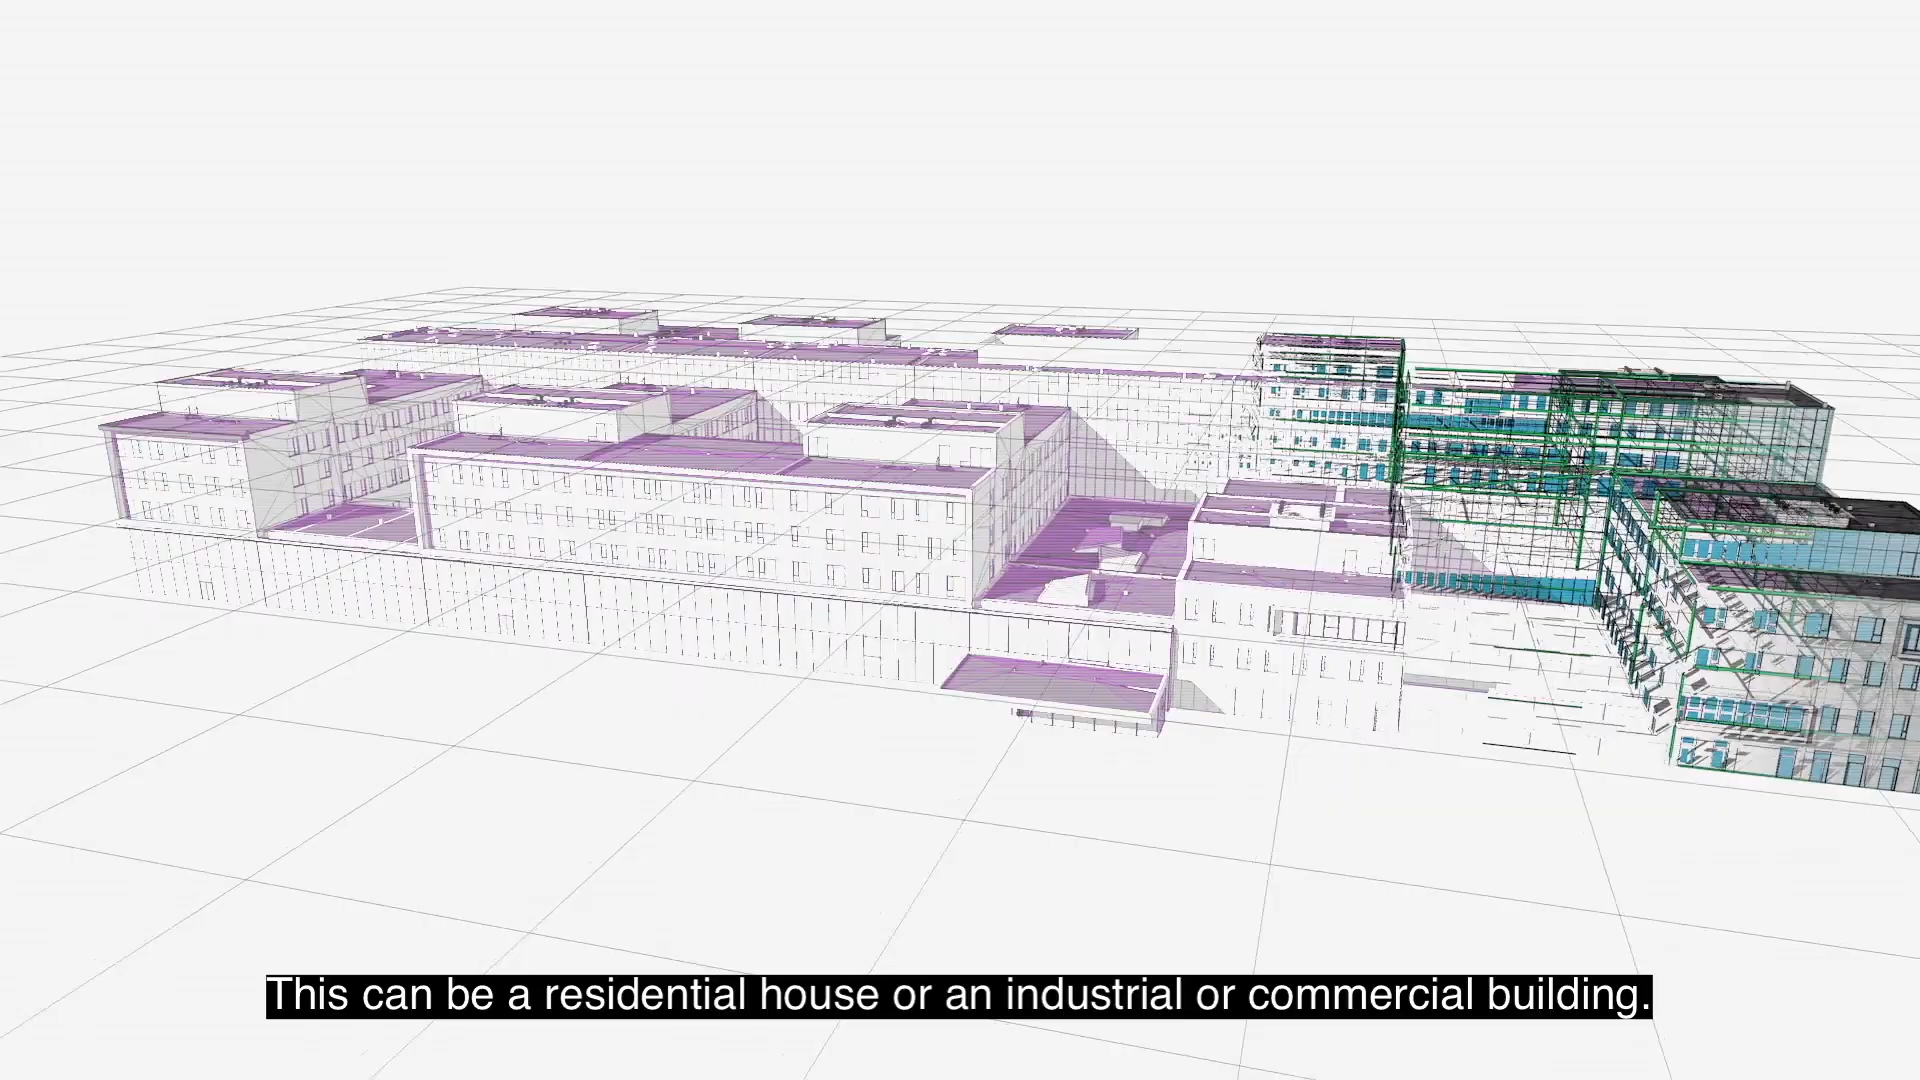 This can be a residential house or an industrial or commercial building.